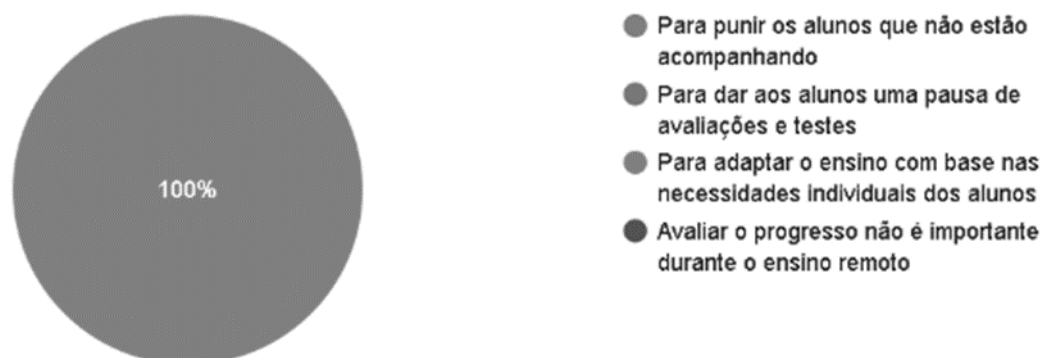 100%
Para punir os alunos que não estão
acompanhando
Para dar aos alunos uma pausa de
avaliações e testes
Para adaptar o ensino com base nas
necessidades individuais dos alunos
Avaliar o progresso não é importante
durante o ensino remoto